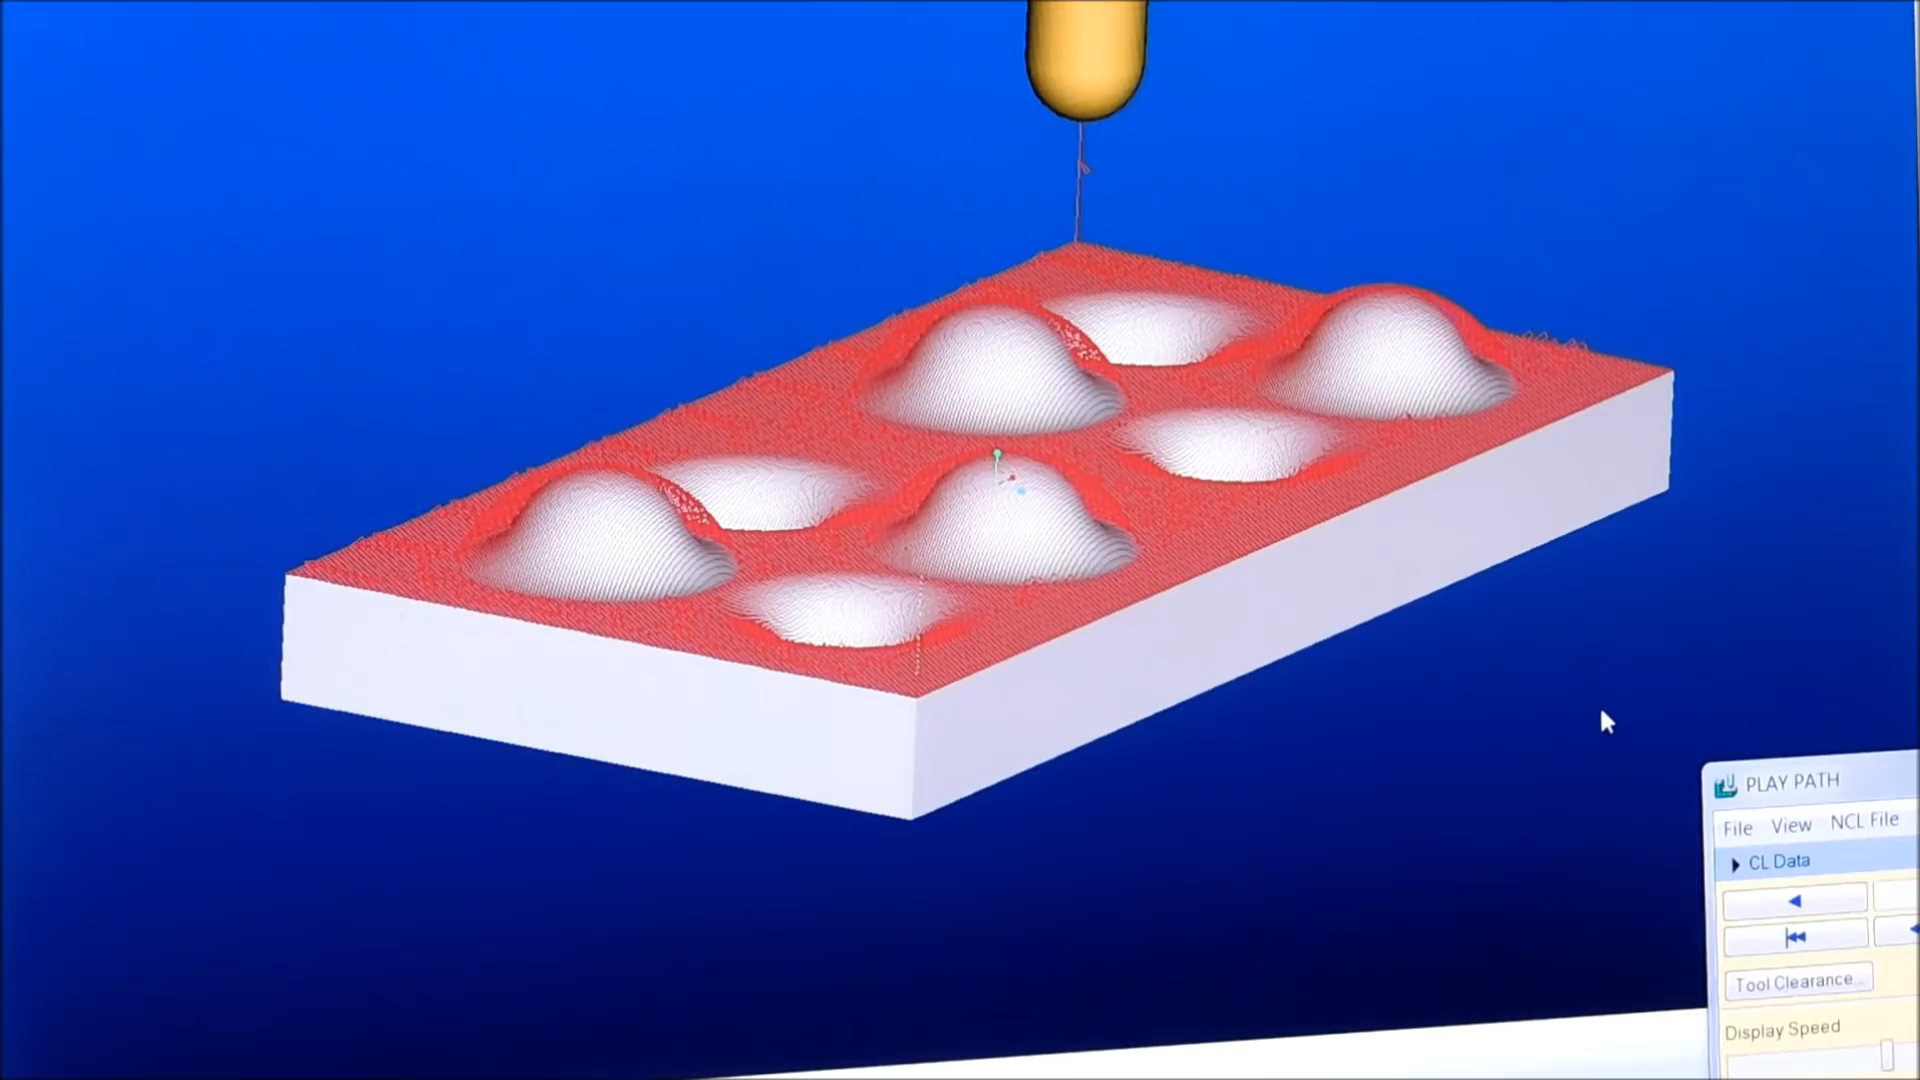 PLAY PATH
File View NCL File
CL Data
Tool Clearance...
Display Speed